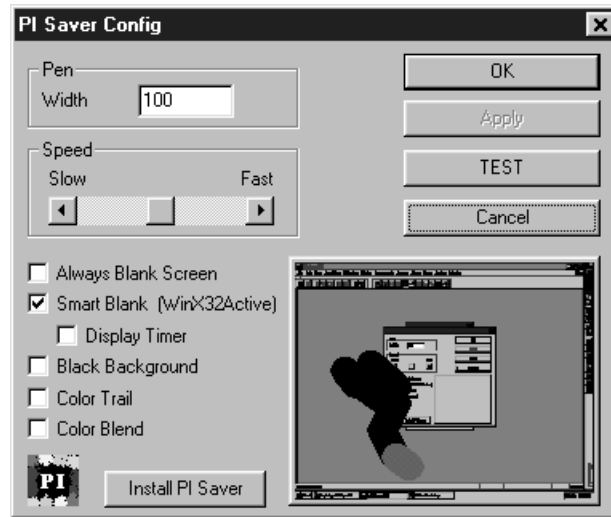 PI Saver Config
Pen
Width 100
Speed
Slow Fast
OK
Apply
TEST
Cancel
Always Blank Screen
Smart Blank (WinX32Active)
Display Timer
Black Background
Color Trail
Color Blend
PI
Install PI Saver